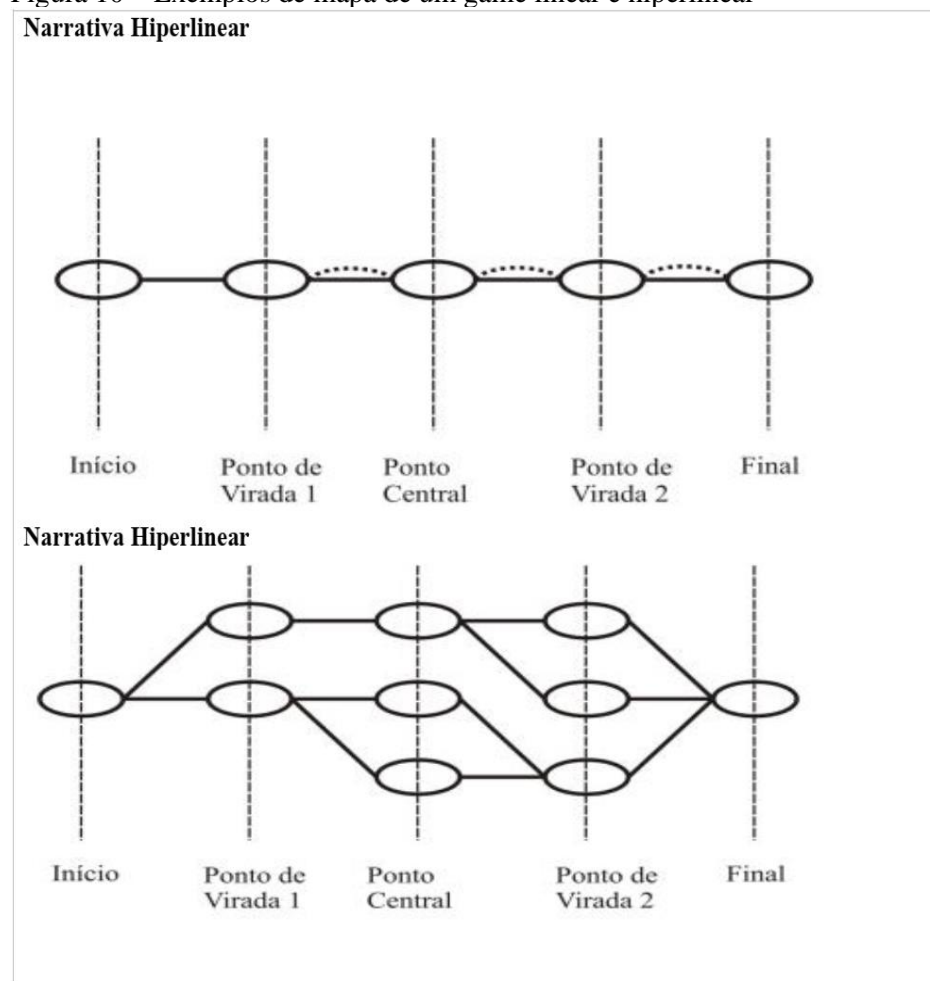 Figura 10 – Exemplos de mapa de um game linear e hiperlinear
Narrativa Hiperlinear
Início
Ponto de
Virada 1
Ponto
Central
Ponto de
Virada 2
Final
Narrativa Hiperlinear
Início
Ponto de
Virada 1
Ponto
Central
Ponto de
Virada 2
Final